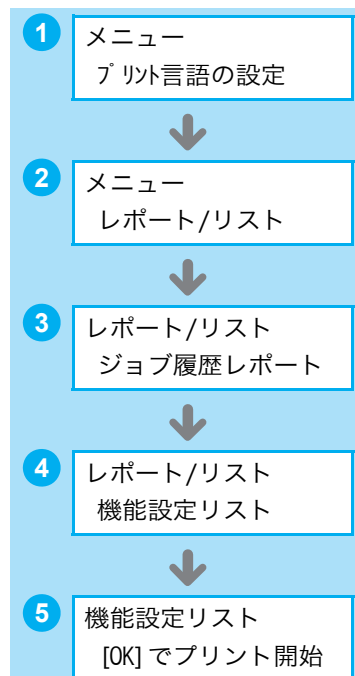 1
メニュー
プリント言語の設定
2
メニュー
レポート/リスト
3
レポート/リスト
ジョブ履歴レポート
4
レポート/リスト
機能設定リスト
5
機能設定リスト
[OK]でプリント開始